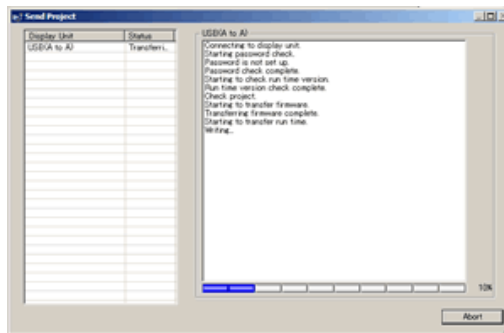 Send Project
Display Unit Status
USB(A to A) Transferri..
USB(A to A)
Connecting to display unit.
Starting password check.
Password is not set up.
Password check complete.
Starting to check run time version.
Run time version check complete.
Check project.
Starting to transfer firmware.
Transferring firmware complete.
Starting to transfer run time.
Writing...
10%
Abort